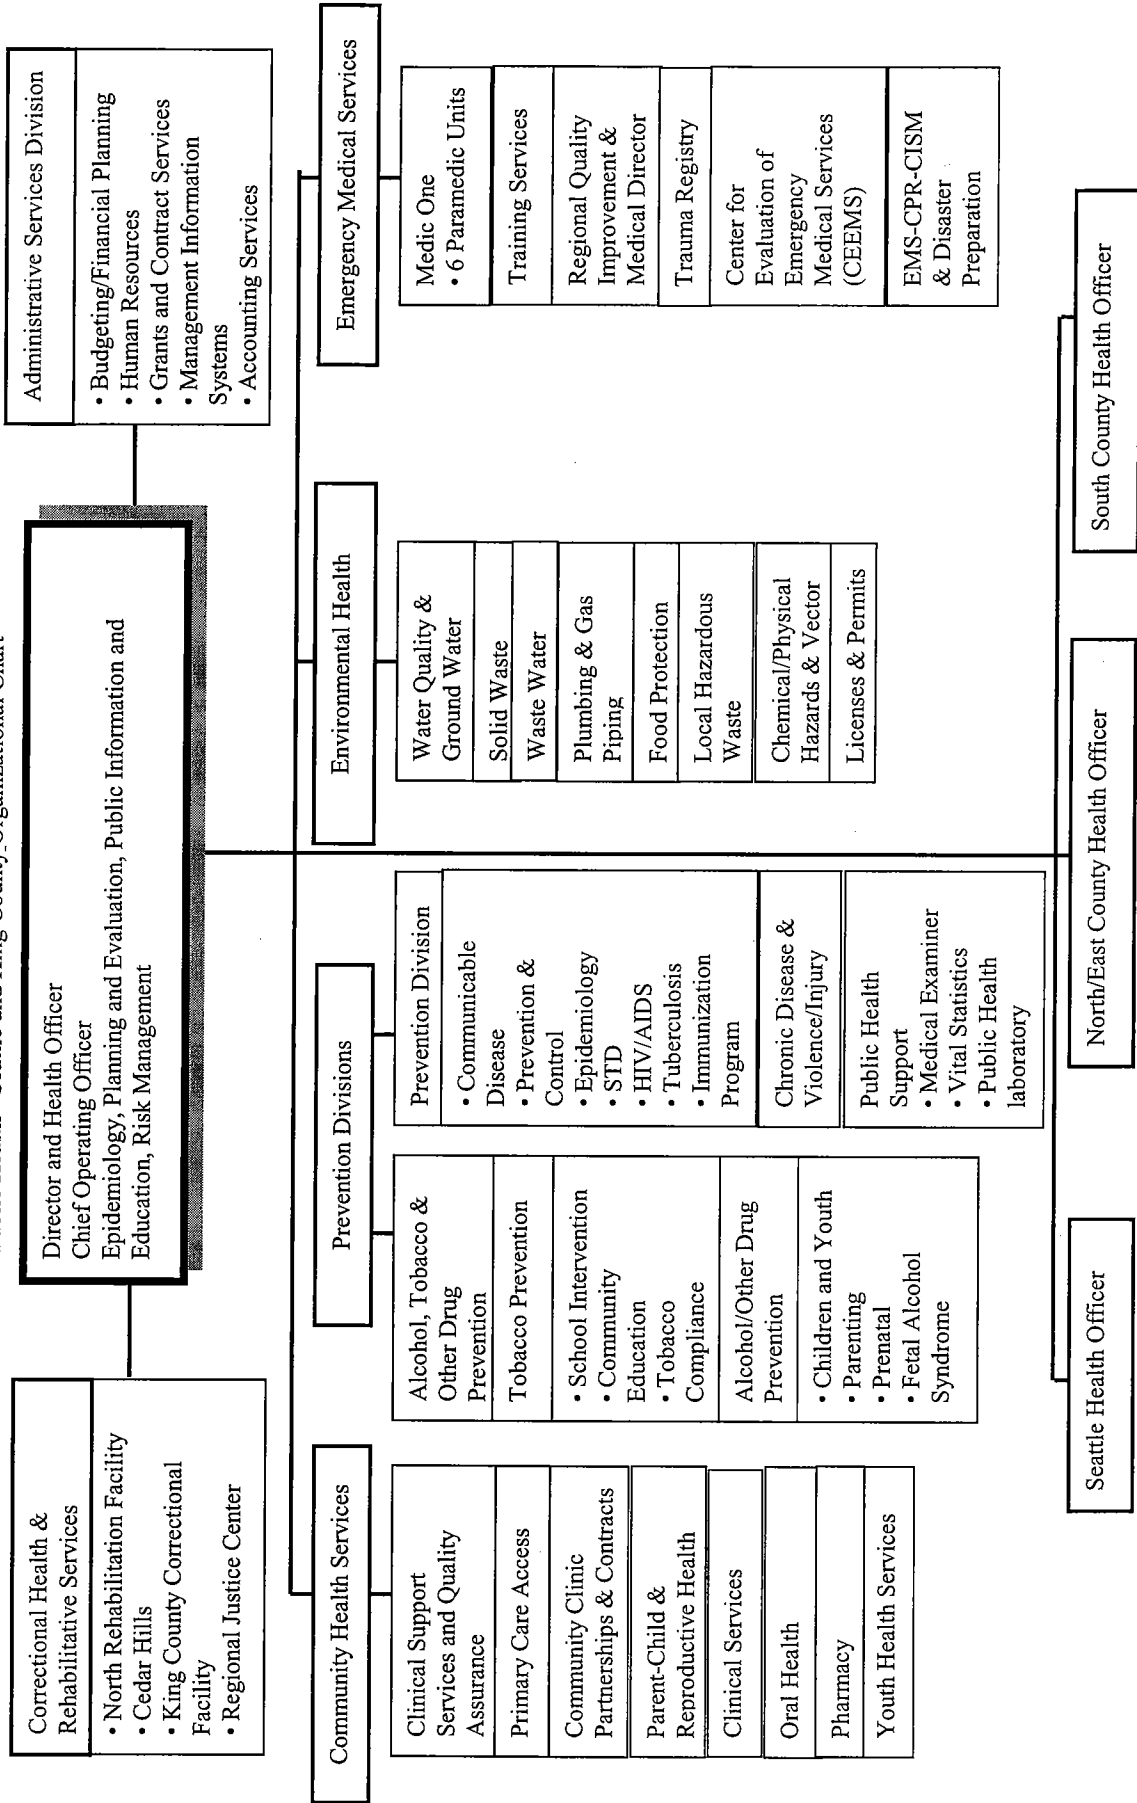 Seattle and King County Organizational Chart
Director and Health Officer
Chief Operating Officer
Epidemiology, Planning and Evaluation, Public Information and
Education, Risk Management
Correctional Health &
Rehabilitative Services
• North Rehabilitation Facility
• Cedar Hills
• King County Correctional
Facility
• Regional Justice Center
Administrative Services Division
• Budgeting/Financial Planning
• Human Resources
• Grants and Contract Services
• Management Information
Systems
• Accounting Services
Community Health Services
Clinical Support
Services and Quality
Assurance
Primary Care Access
Community Clinic
Partnerships & Contracts
Parent-Child &
Reproductive Health
Clinical Services
Oral Health
Pharmacy
Youth Health Services
Prevention Divisions
Alcohol, Tobacco &
Other Drug
Prevention
Tobacco Prevention
• School Intervention
• Community
Education
• Tobacco
Compliance
Alcohol/Other Drug
Prevention
• Children and Youth
• Parenting
• Prenatal
• Fetal Alcohol
Syndrome
Prevention Division
• Communicable
Disease
• Prevention &
Control
• Epidemiology
• STD
• HIV/AIDS
• Tuberculosis
• Immunization
Program
Chronic Disease &
Violence/Injury
Public Health
Support
• Medical Examiner
• Vital Statistics
• Public Health
laboratory
Environmental Health
Water Quality &
Ground Water
Solid Waste
Waste Water
Plumbing & Gas
Piping
Food Protection
Local Hazardous
Waste
Chemical/Physical
Hazards & Vector
Licenses & Permits
Emergency Medical Services
Medic One
• 6 Paramedic Units
Training Services
Regional Quality
Improvement &
Medical Director
Trauma Registry
Center for
Evaluation of
Emergency
Medical Services
(CEEMS)
EMS-CPR-CISM
& Disaster
Preparation
Seattle Health Officer
North/East County Health Officer
South County Health Officer